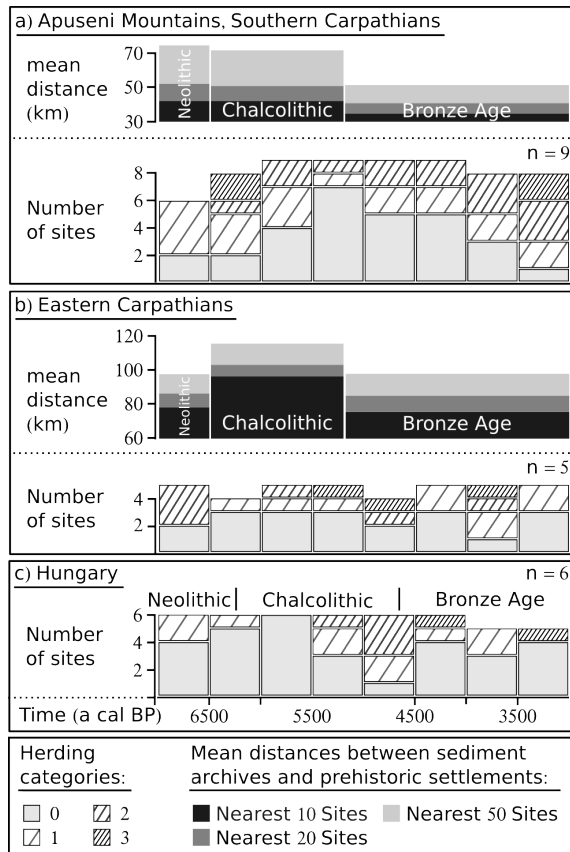 a) Apuseni Mountains, Southern Carpathians
mean
distance
(km)
70
50
30
Neolithic
Chalcolithic
Bronze Age
n = 9
Number
of sites
8
6
4
2
b) Eastern Carpathians
mean
distance
(km)
120
100
80
60
Neolithic
Chalcolithic
Bronze Age
n = 5
Number
of sites
4
2
c) Hungary
n = 6
Neolithic
Chalcolithic
Bronze Age
Number
of sites
6
4
2
Time (a cal BP)
6500
5500
4500
3500
Herding
categories:
0
2
1
3
Mean distances between sediment
archives and prehistoric settlements:
Nearest 10 Sites
Nearest 50 Sites
Nearest 20 Sites